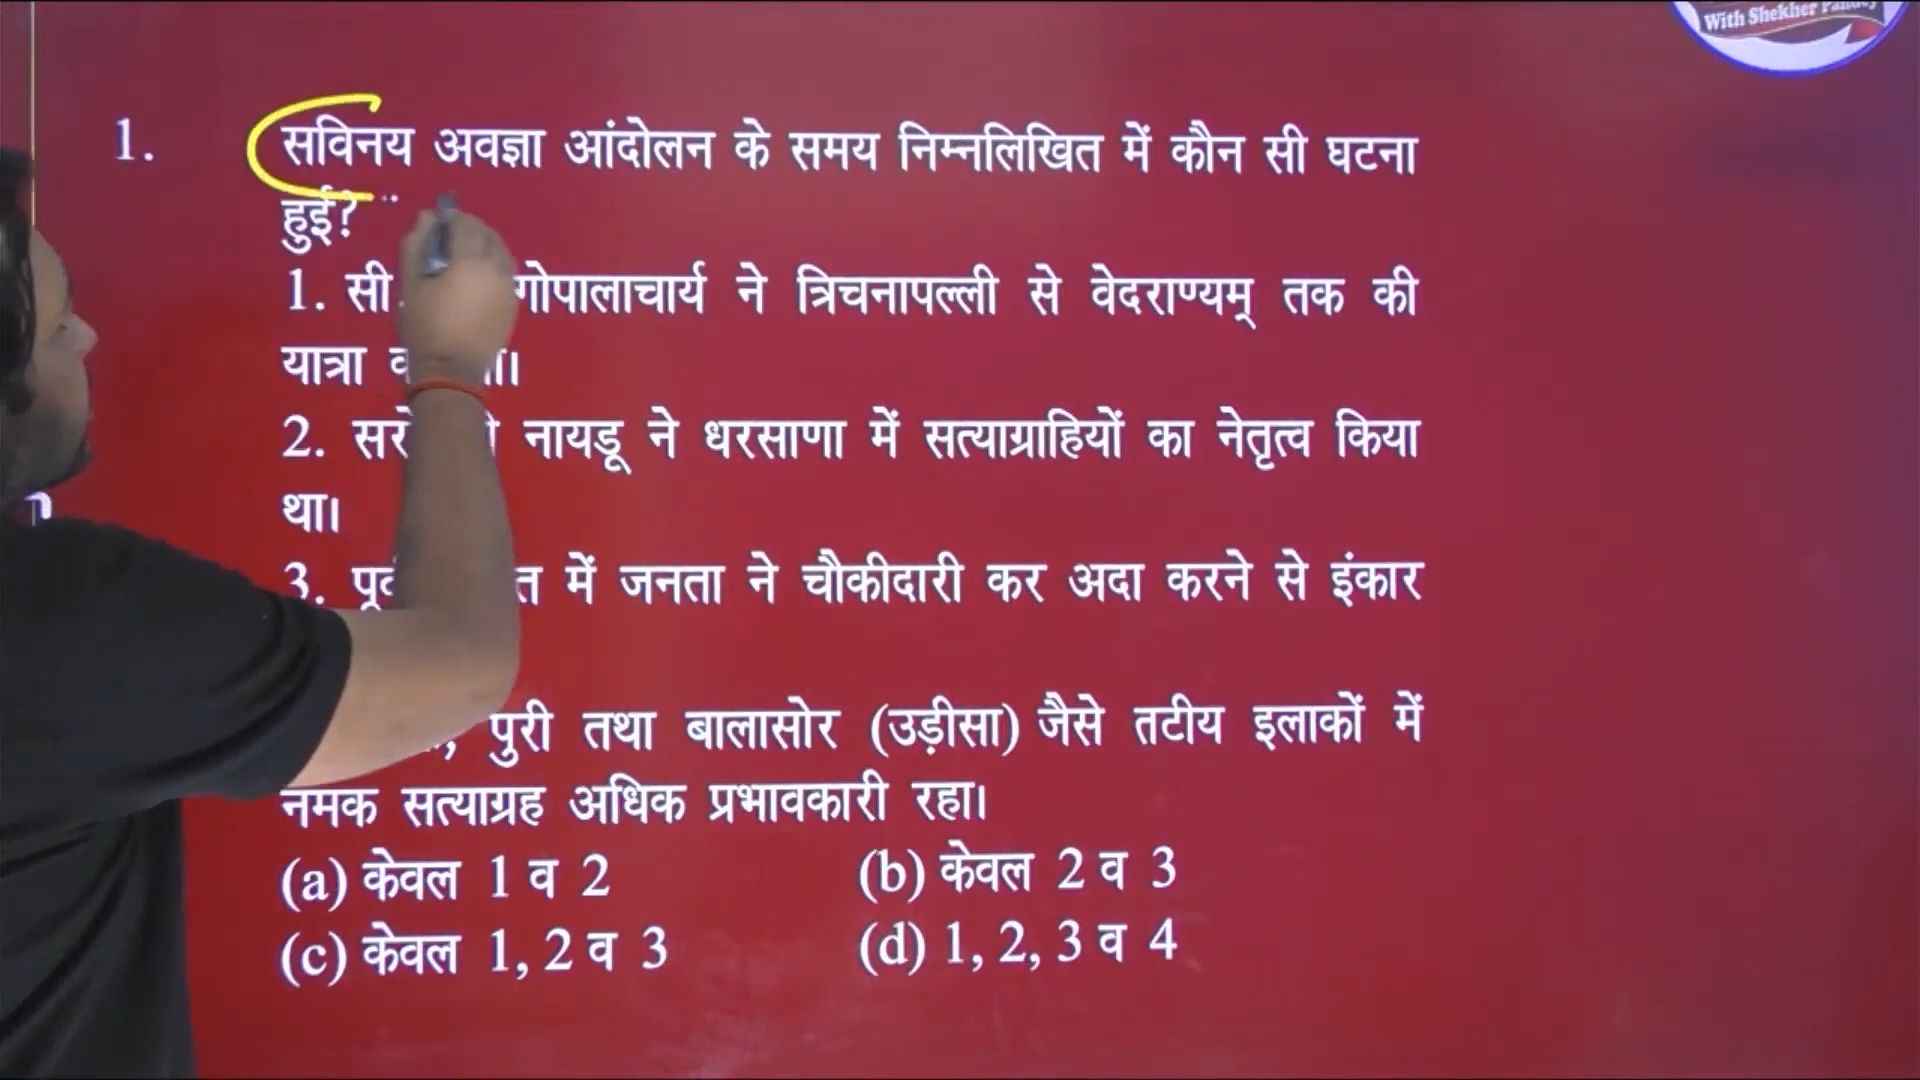 With Shekher
1. सविनय अवज्ञा आंदोलन के समय निम्नलिखित में कौन सी घटना
हुई?
1. सी. गोपालाचार्य ने त्रिचनापल्ली से वेदराण्यम् तक की
यात्रा
2. नायडू ने धरसाणा में सत्याग्राहियों का नेतृत्व किया
था।
3. में जनता ने चौकीदारी कर अदा करने से इंकार
पुरी तथा बालासोर (उड़ीसा) जैसे तटीय इलाकों में
नमक सत्याग्रह अधिक प्रभावकारी रहा।
(a) केवल 1 व 2 (b) केवल 2 व 3
(c) केवल 1, 2 व 3 (d) 1, 2, 3 व 4